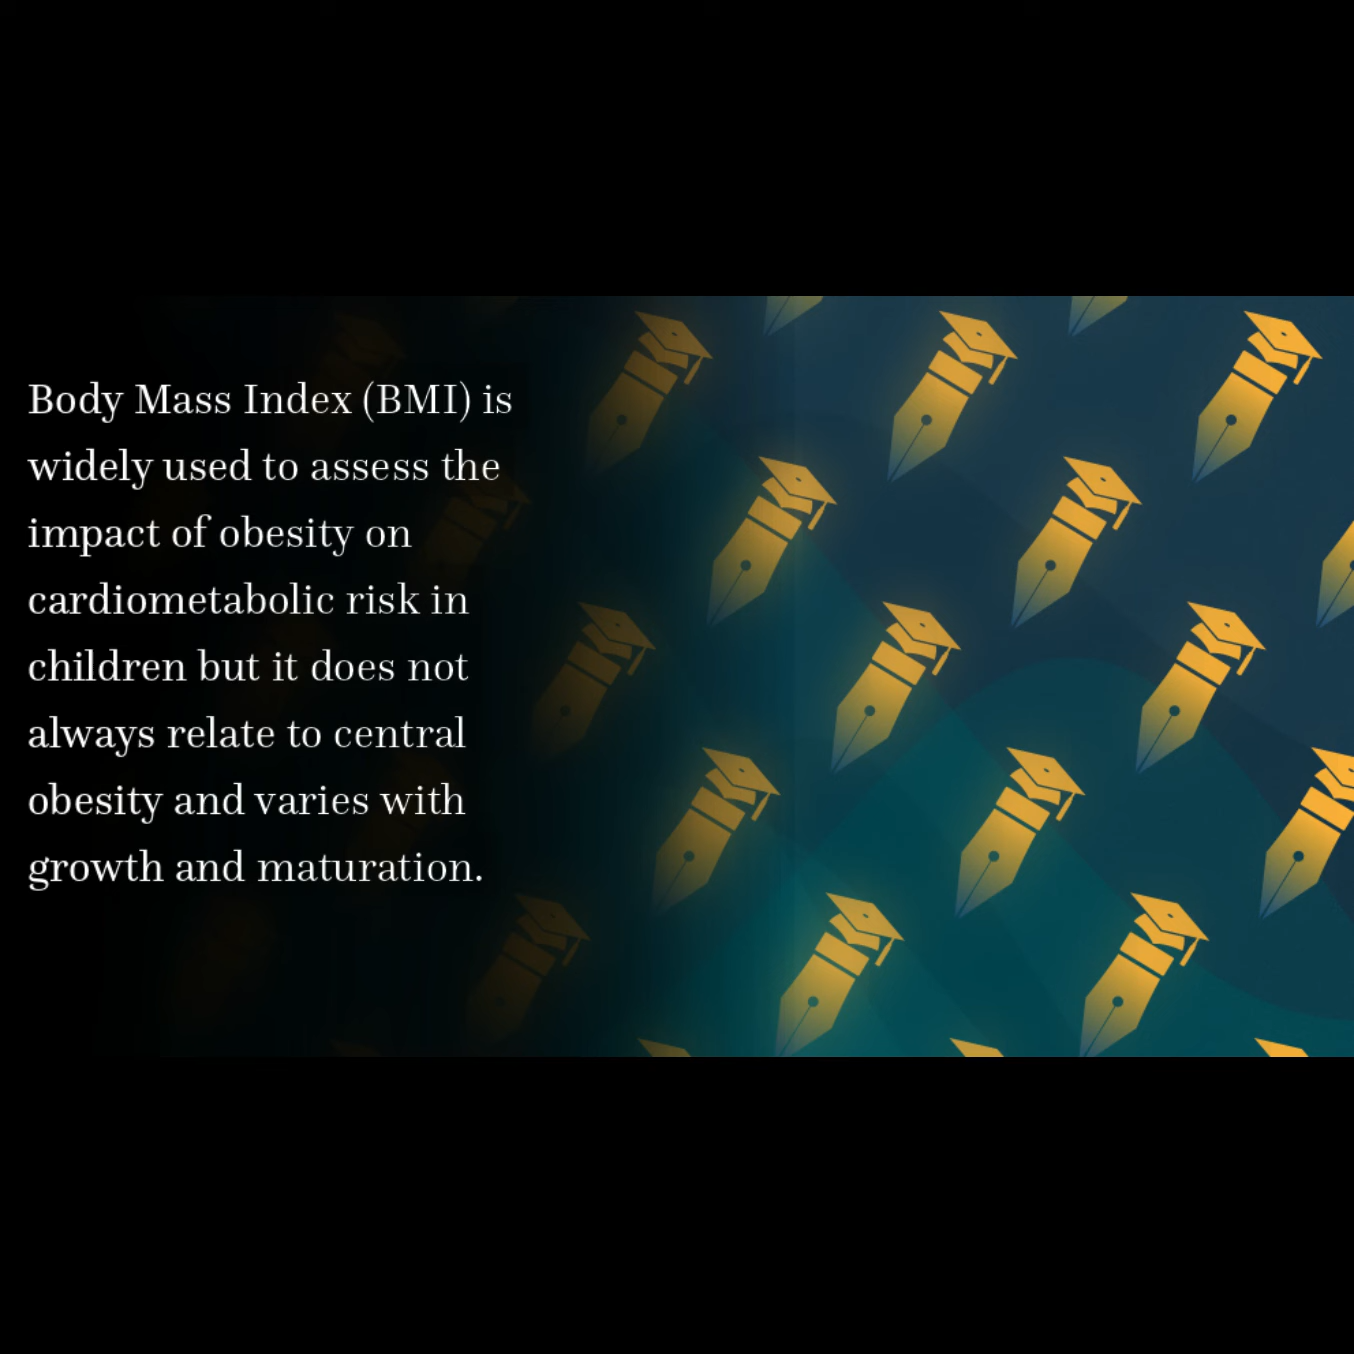 Body Mass Index (BMI) is
widely used to assess the
impact of obesity on
cardiometabolic risk in
children but it does not
always relate to central
obesity and varies with
growth and maturation.